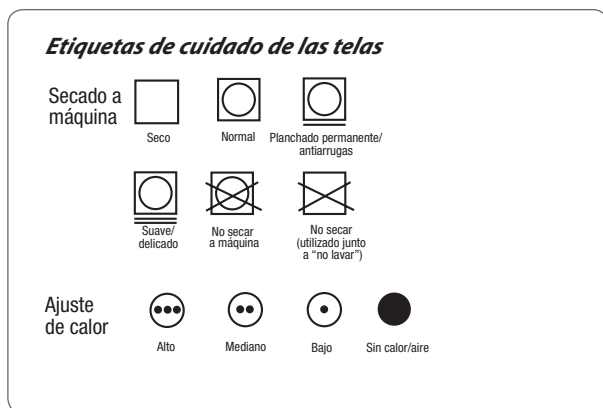 Etiquetas de cuidado de las telas
Secado a
máquina
Seco
Normal
Planchado permanente/
antiarrugas
Suave/
delicado
No secar
a máquina
No secar
(utilizado junto
a “no lavar”)
Ajuste
de calor
Alto
Mediano
Bajo
Sin calor/aire